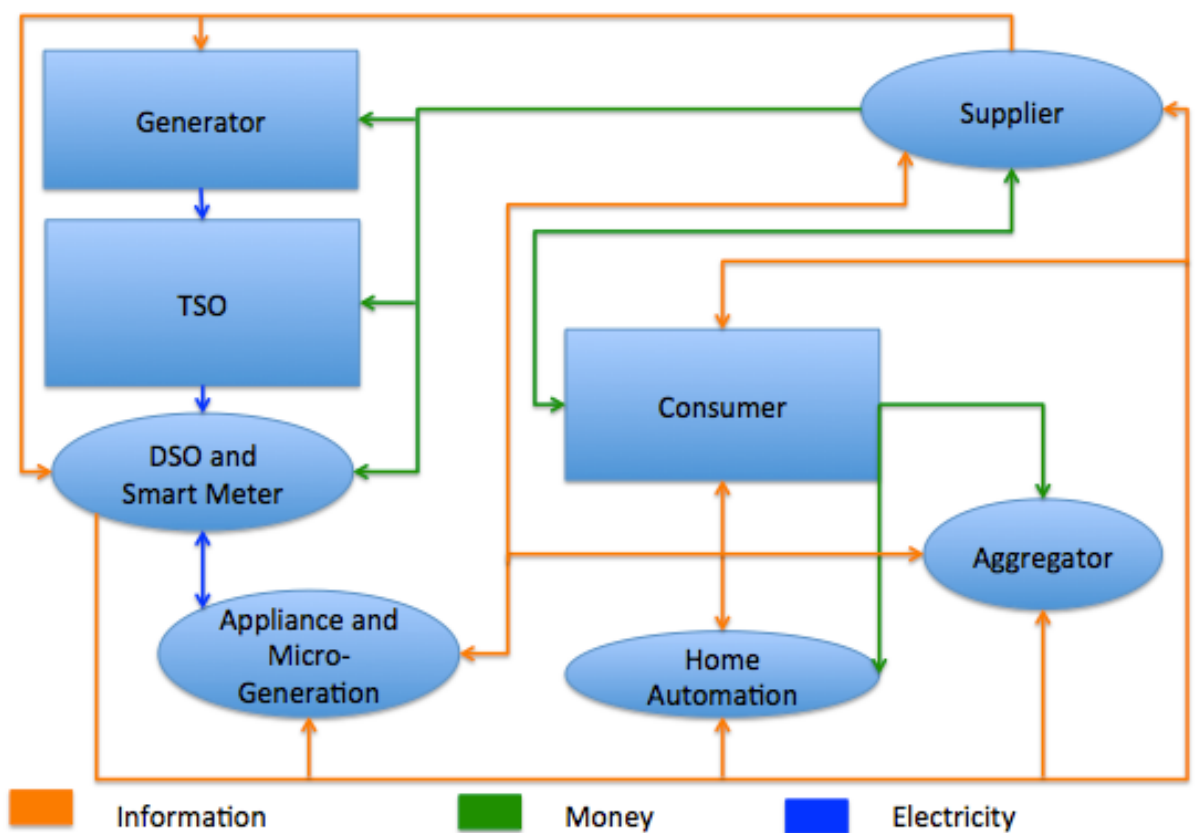 Generator
Supplier
TSO
Consumer
DSO and
Smart Meter
Aggregator
Appliance and
Micro-
Generation
Home
Automation
Information
Money
Electricity